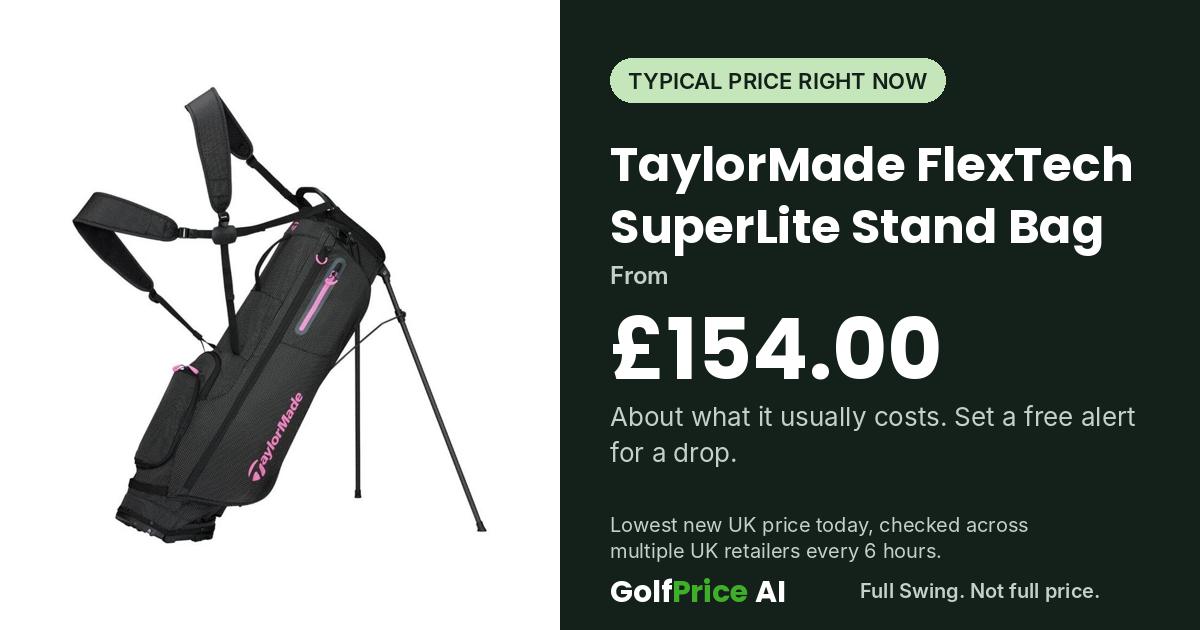 TYPICAL PRICE RIGHT NOW
TaylorMade FlexTech
SuperLite Stand Bag
From
£154.00
About what it usually costs. Set a free alert
for a drop.
Lowest new UK price today, checked across
multiple UK retailers every 6 hours.
GolfPrice AI
Full Swing. Not full price.
TaylorMade